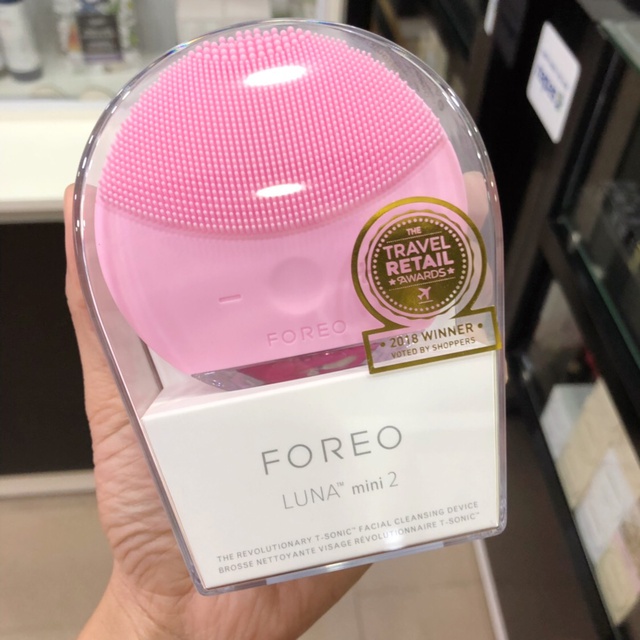 THE
TRAVEL
RETAIL
AWARDS
2018 WINNER
VOTED BY SHOPPERS
FOREO
FOREO
LUNA™ mini 2
THE REVOLUTIONARY T-SONIC™ FACIAL CLEANSING DEVICE
BROSSE NETTOYANTE VISAGE RÉVOLUTIONNAIRE T-SONIC™